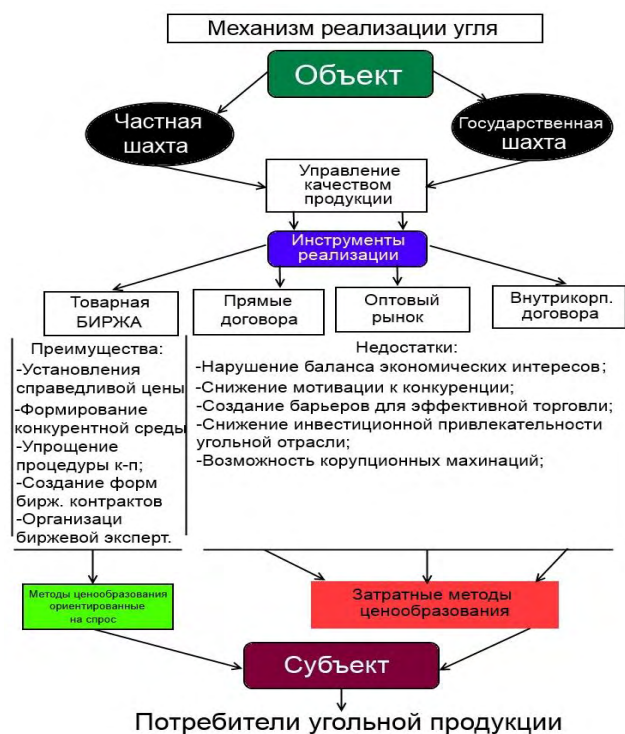 Механизм реализации угля
Объект
Частная
шахта
Государственная
шахта
Управление
качеством
продукции
Инструменты
реализации
Товарная
БИРЖА
Прямые
договора
Оптовый
рынок
Внутрикорп.
договора
Преимущества:
-Установления
справедливой цены
-Формирование
конкурентной среды
-Упрощение
процедуры к-п;
-Создание форм
бирж. контрактов
-Организаци
биржевой эксперт.
Недостатки:
-Нарушение баланса экономических интересов;
-Снижение мотивации к конкуренции;
-Создание барьеров для эффективной торговли;
-Снижение инвестиционной привлекательности
угольной отрасли;
-Возможность корупционных махинаций;
Методы ценообразования
ориентированные
на спрос
Затратные методы
ценообразования
Субъект
Потребители угольной продукции